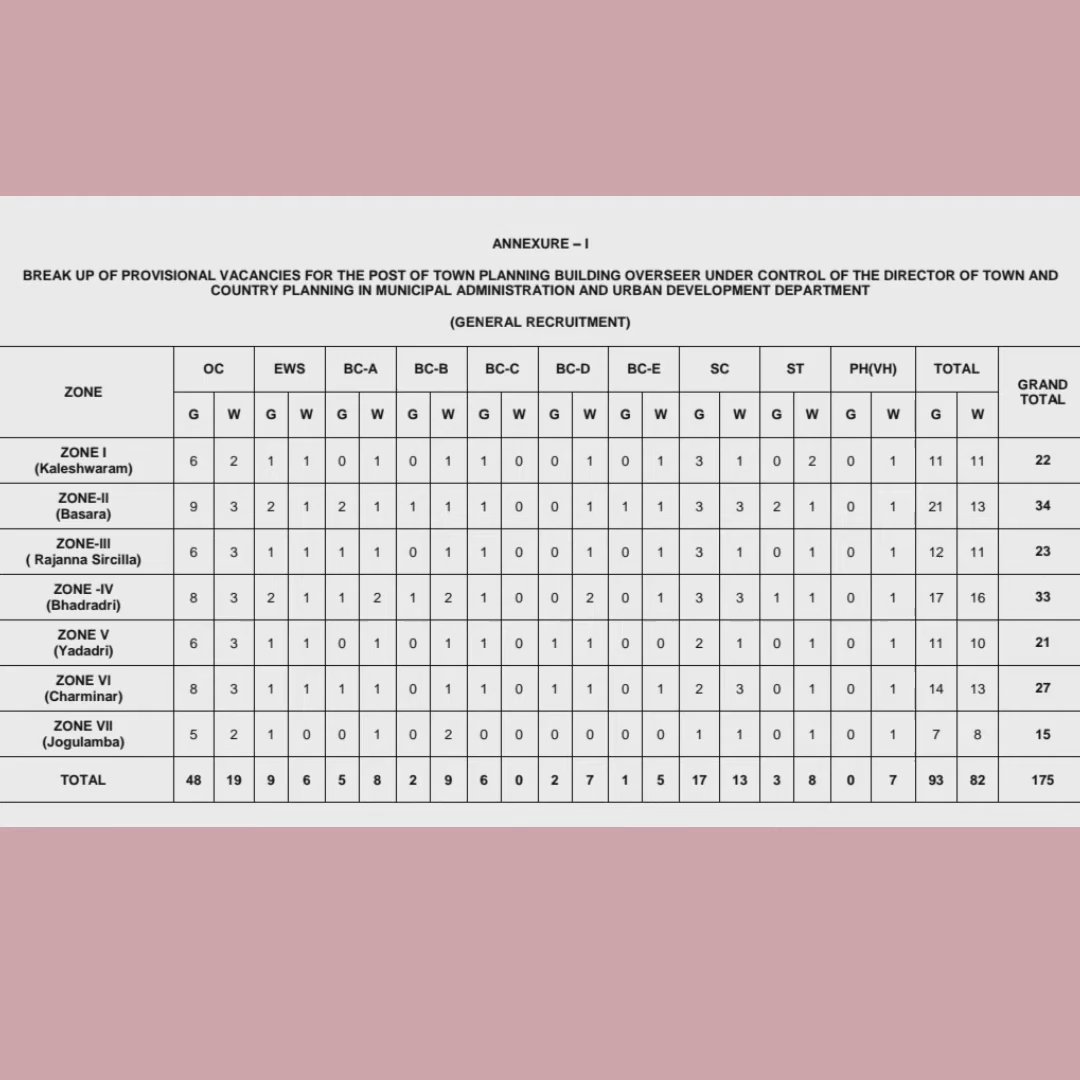 ANNEXURE – I
BREAK UP OF PROVISIONAL VACANCIES FOR THE POST OF TOWN PLANNING BUILDING OVERSEER UNDER CONTROL OF THE DIRECTOR OF TOWN AND
COUNTRY PLANNING IN MUNICIPAL ADMINISTRATION AND URBAN DEVELOPMENT DEPARTMENT
(GENERAL RECRUITMENT)
ZONE OC EWS BC-A BC-B BC-C BC-D BC-E SC ST PH(VH) TOTAL GRAND TOTAL
G W G W G W G W G W G W G W G W G W G W G W
ZONE I (Kaleshwaram) 6 2 1 1 0 1 0 1 1 0 0 1 0 1 3 1 0 2 0 1 11 11 22
ZONE-II (Basara) 9 3 2 1 2 1 1 1 1 0 0 1 1 1 3 3 2 1 0 1 21 13 34
ZONE-III ( Rajanna Sircilla) 6 3 1 1 1 1 0 1 1 0 0 1 0 1 3 1 0 1 0 1 12 11 23
ZONE -IV (Bhadradri) 8 3 2 1 1 2 1 2 1 0 0 2 0 1 3 3 1 1 0 1 17 16 33
ZONE V (Yadadri) 6 3 1 1 0 1 0 1 1 0 1 1 0 0 2 1 0 1 0 1 11 10 21
ZONE VI (Charminar) 8 3 1 1 1 1 0 1 1 0 1 1 0 1 2 3 0 1 0 1 14 13 27
ZONE VII (Jogulamba) 5 2 1 0 0 1 0 2 0 0 0 0 0 0 1 1 0 1 0 1 7 8 15
TOTAL 48 19 9 6 5 8 2 9 6 0 2 7 1 5 17 13 3 8 0 7 93 82 175